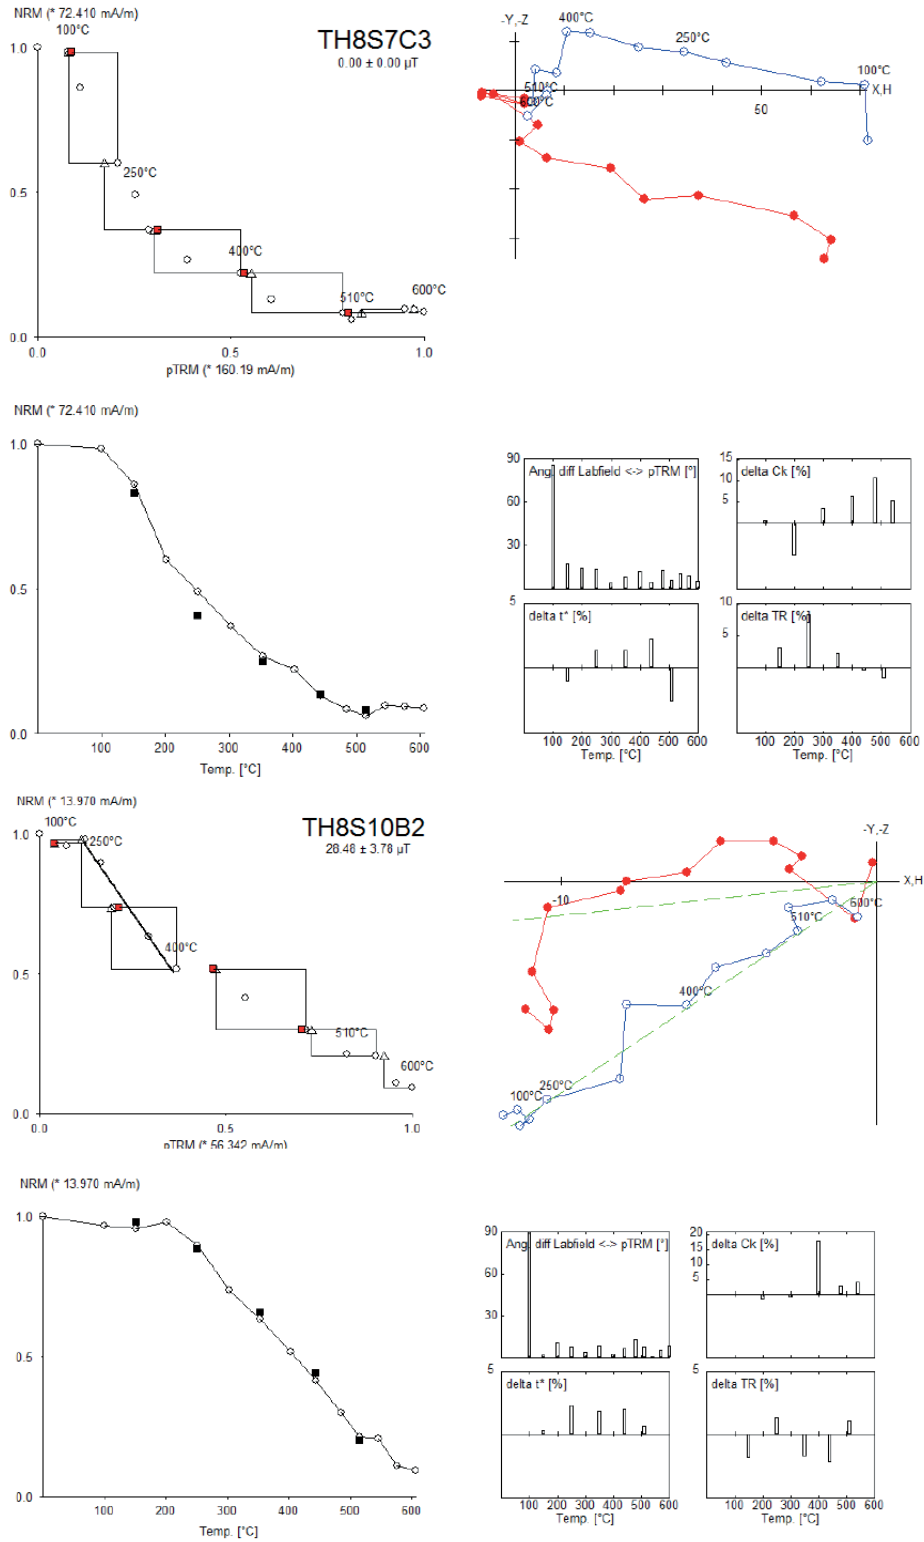 NRM (* 72.410 mA/m)
TH8S7C3
0.00 ± 0.00 µT
100°C
1.0
250°C
0.5
400°C
510°C
600°C
0.0
0.0
0.5
1.0
pTRM (* 160.19 mA/m)
-Y,-Z
400°C
250°C
100°C
X,H
510°C
600°C
50
NRM (* 72.410 mA/m)
1.0
0.5
0.0
100
200
300
400
500
600
Temp. [°C]
90
Ang. diff Labfield <-> pTRM [°]
60
30
15
delta Ck [%]
10
5
5
delta t* [%]
100 200 300 400 500 600
Temp. [°C]
10
delta TR [%]
5
100 200 300 400 500 600
Temp. [°C]
NRM (* 13.970 mA/m)
TH8S10B2
28.48 ± 3.78 µT
100°C
1.0
250°C
400°C
0.5
510°C
600°C
0.0
0.0
0.5
1.0
pTRM (* 56.342 mA/m)
-Y,-Z
X,H
-10
600°C
510°C
400°C
250°C
100°C
NRM (* 13.970 mA/m)
1.0
0.5
0.0
100
200
300
400
500
600
Temp. [°C]
90
Ang. diff Labfield <-> pTRM [°]
60
30
20
delta Ck [%]
15
10
5
5
delta t* [%]
100 200 300 400 500 600
Temp. [°C]
5
delta TR [%]
100 200 300 400 500 600
Temp. [°C]